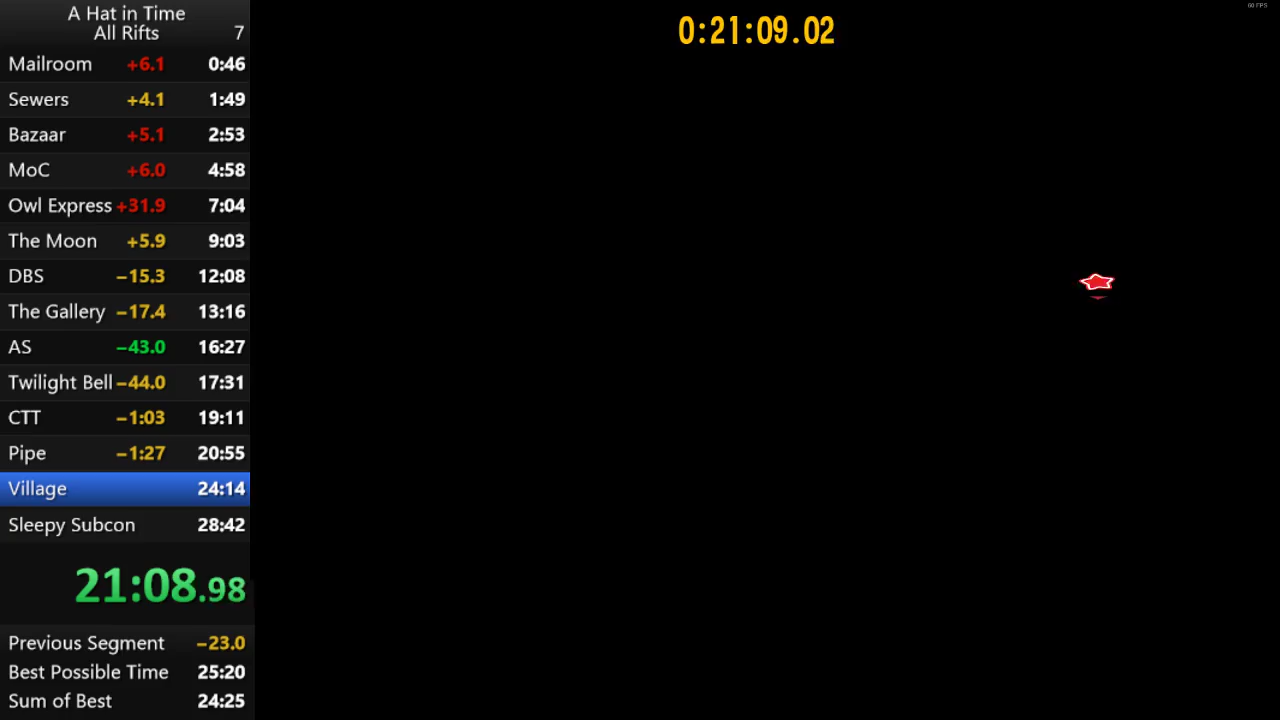 A Hat in Time
All Rifts 7
Mailroom +6.1 0:46
Sewers +4.1 1:49
Bazaar +5.1 2:53
MoC +6.0 4:58
Owl Express +31.9 7:04
The Moon +5.9 9:03
DBS −15.3 12:08
The Gallery −17.4 13:16
AS −43.0 16:27
Twilight Bell −44.0 17:31
CTT −1:03 19:11
Pipe −1:27 20:55
Village 24:14
Sleepy Subcon 28:42
21:08.98
Previous Segment −23.0
Best Possible Time 25:20
Sum of Best 24:25
0:21:09.02
60 FPS